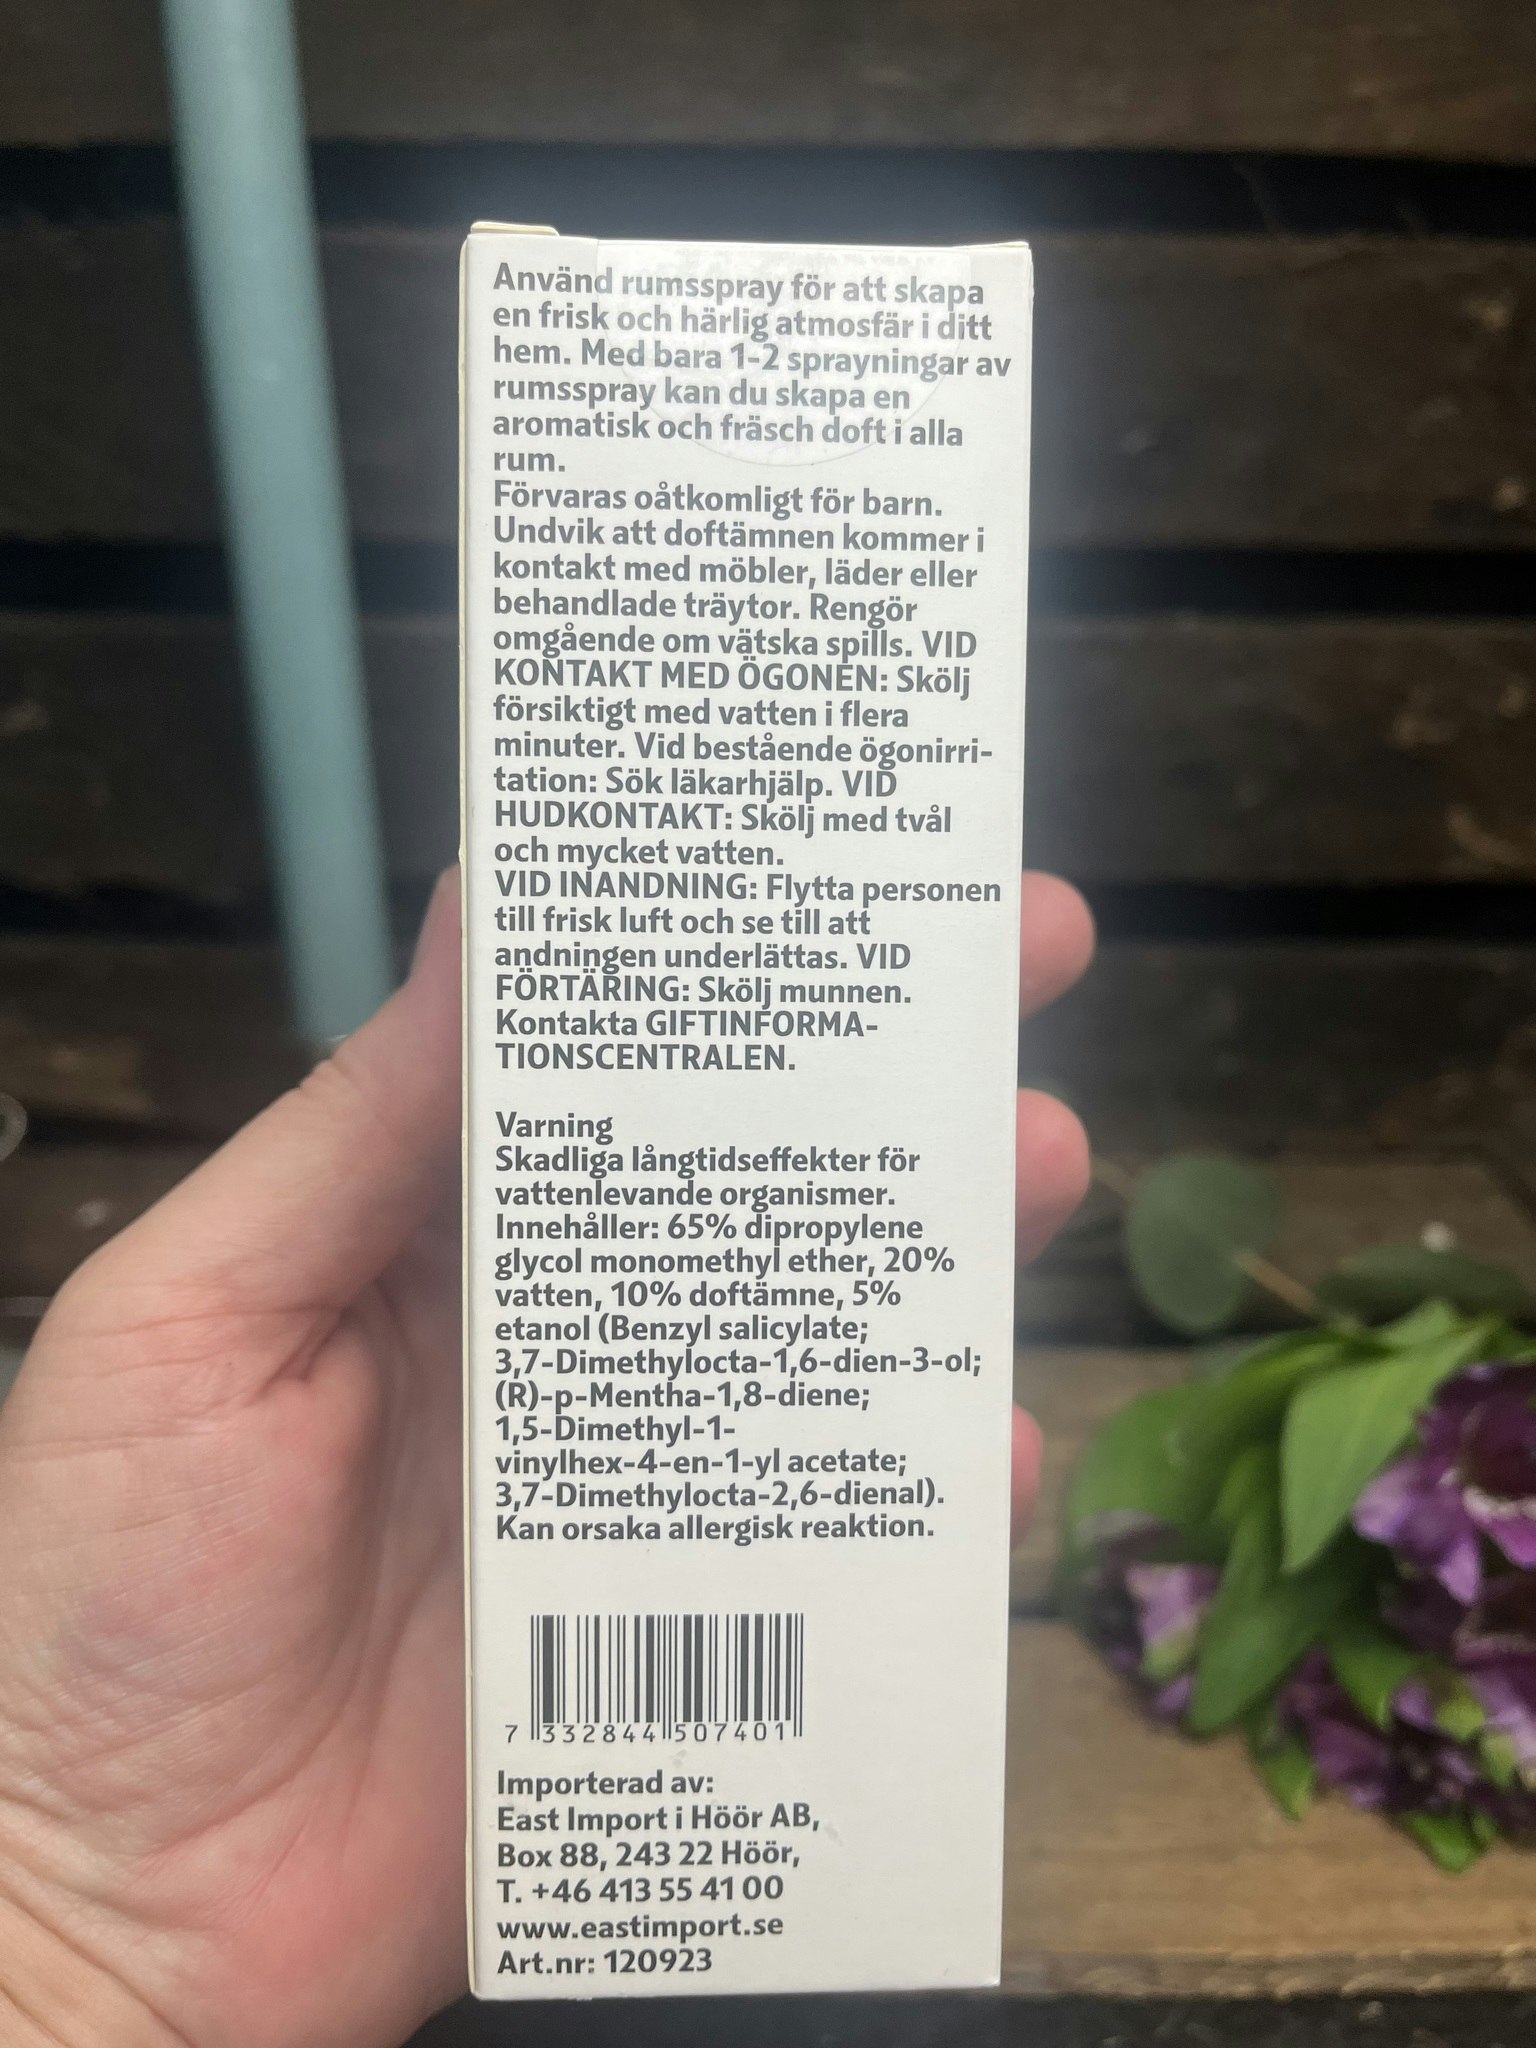 Använd rumsspray för att skapa
en frisk och härlig atmosfär i ditt
hem. Med bara 1-2 sprayningar av
rumsspray kan du skapa en
aromatisk och fräsch doft i alla
rum.
Förvaras oåtkomligt för barn.
Undvik att doftämnen kommer i
kontakt med möbler, läder eller
behandlade träytor. Rengör
omgående om vätska spills. VID
KONTAKT MED ÖGONEN: Skölj
försiktigt med vatten i flera
minuter. Vid bestående ögonirri-
tation: Sök läkarhjälp. VID
HUDKONTAKT: Skölj med tvål
och mycket vatten.
VID INANDNING: Flytta personen
till frisk luft och se till att
andningen underlättas. VID
FÖRTÄRING: Skölj munnen.
Kontakta GIFTINFORMA-
TIONSCENTRALEN.
Varning
Skadliga långtidseffekter för
vattenlevande organismer.
Innehåller: 65% dipropylene
glycol monomethyl ether, 20%
vatten, 10% doftämne, 5%
etanol (Benzyl salicylate;
3,7-Dimethylocta-1,6-dien-3-ol;
(R)-p-Mentha-1,8-diene;
1,5-Dimethyl-1-
vinylhex-4-en-1-yl acetate;
3,7-Dimethylocta-2,6-dienal).
Kan orsaka allergisk reaktion.
7 332844 507401
Importerad av:
East Import i Höör AB,
Box 88, 243 22 Höör,
T. +46 413 55 41 00
www.eastimport.se
Art.nr: 120923